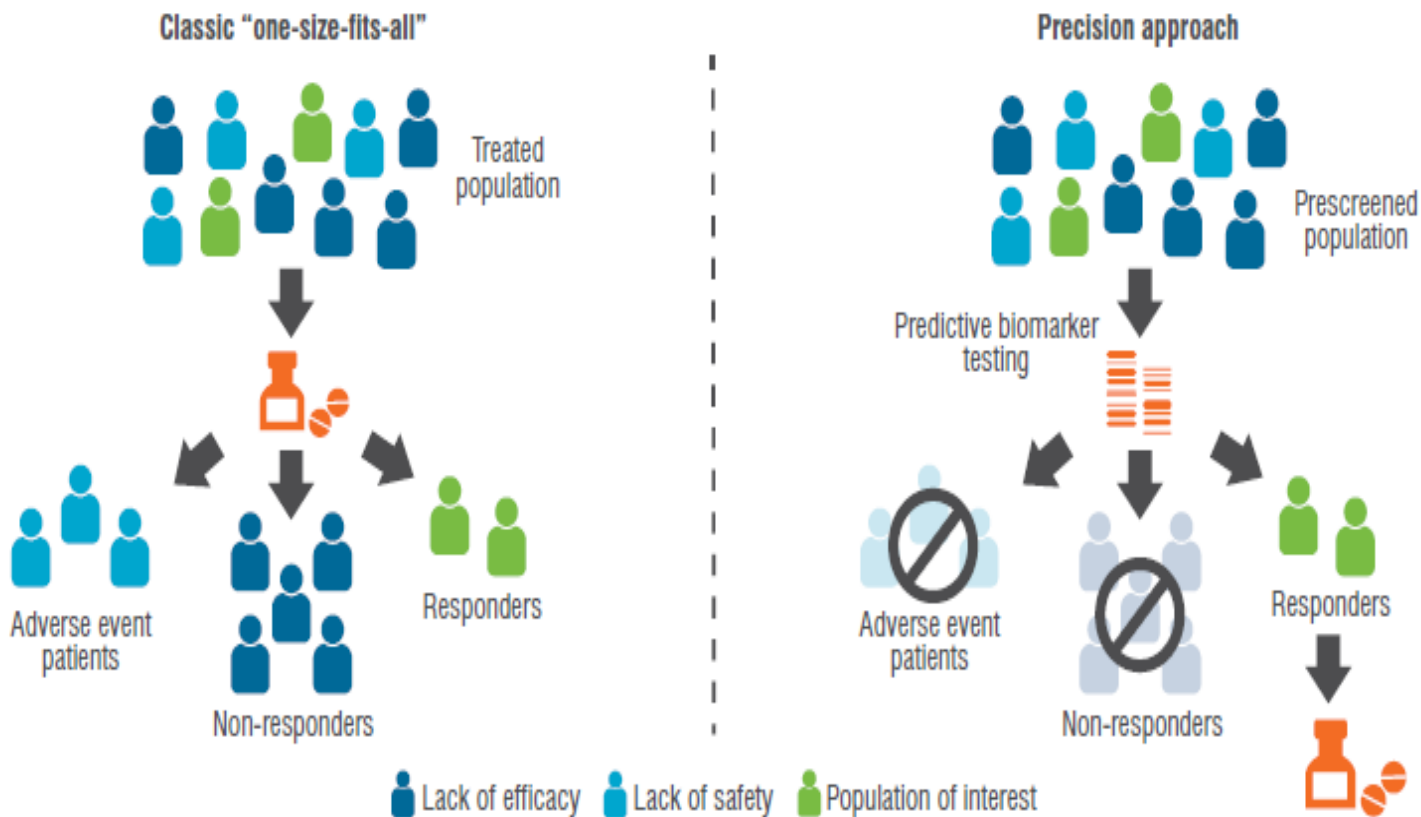 Classic “one-size-fits-all”
Treated
population
Adverse event
patients
Non-responders
Responders
Precision approach
Prescreened
population
Predictive biomarker
testing
Adverse event
patients
Non-responders
Responders
Lack of efficacy
Lack of safety
Population of interest